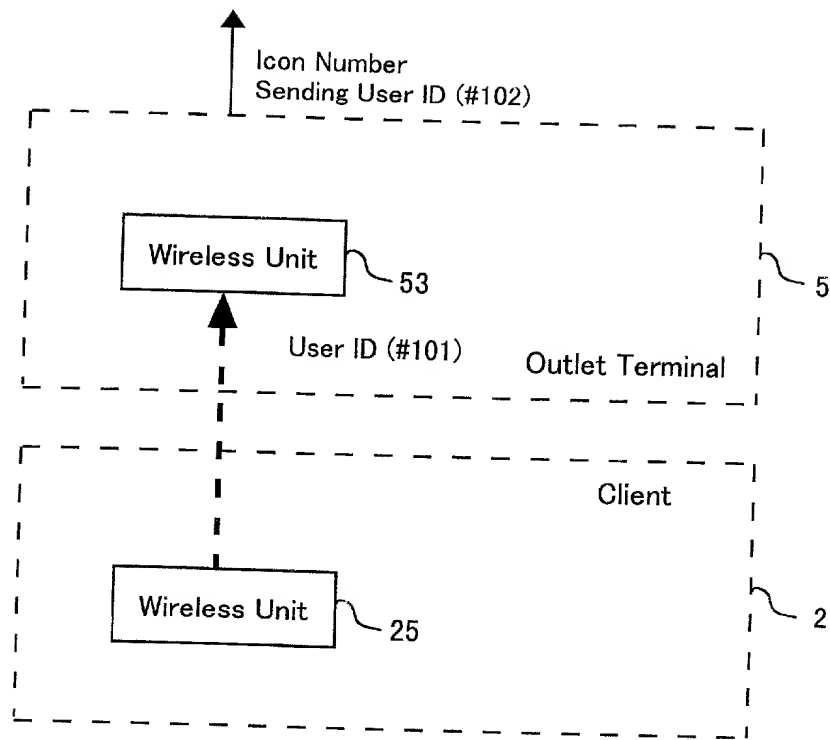 Icon Number
Sending User ID (#102)
Wireless Unit
53
5
User ID (#101)
Outlet Terminal
Client
Wireless Unit
25
2